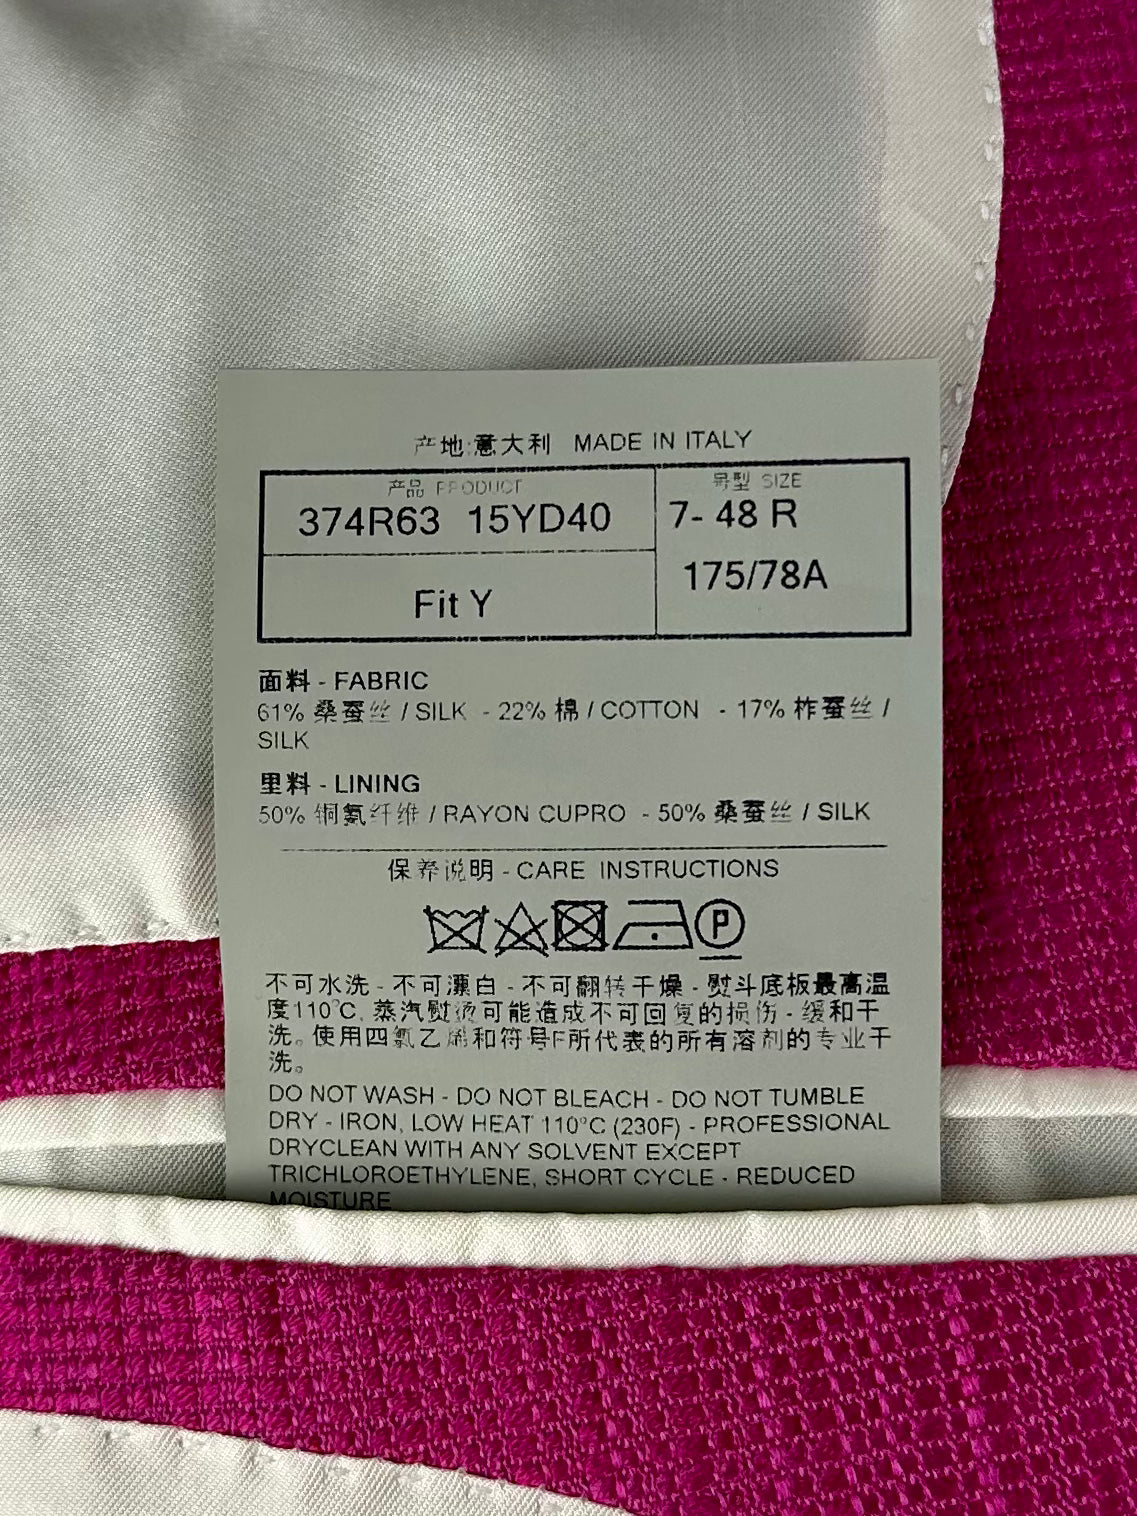 产地:意大利 MADE IN ITALY
产品 PRODUCT
号型 SIZE
374R63 15YD40
7- 48 R
175/78A
Fit Y
面料 - FABRIC
61% 桑蚕丝 / SILK - 22% 棉 / COTTON - 17% 柞蚕丝 /
SILK
里料 - LINING
50% 铜氨纤维 / RAYON CUPRO - 50% 桑蚕丝 / SILK
保养说明 - CARE INSTRUCTIONS
P
不可水洗 - 不可漂白 - 不可翻转干燥 - 熨斗底板最高温
度110°C, 蒸汽熨烫可能造成不可回复的损伤 - 缓和干
洗。使用四氯乙烯和符号F所代表的所有溶剂的专业干
洗。
DO NOT WASH - DO NOT BLEACH - DO NOT TUMBLE
DRY - IRON, LOW HEAT 110°C (230F) - PROFESSIONAL
DRYCLEAN WITH ANY SOLVENT EXCEPT
TRICHLOROETHYLENE, SHORT CYCLE - REDUCED
MOISTURE